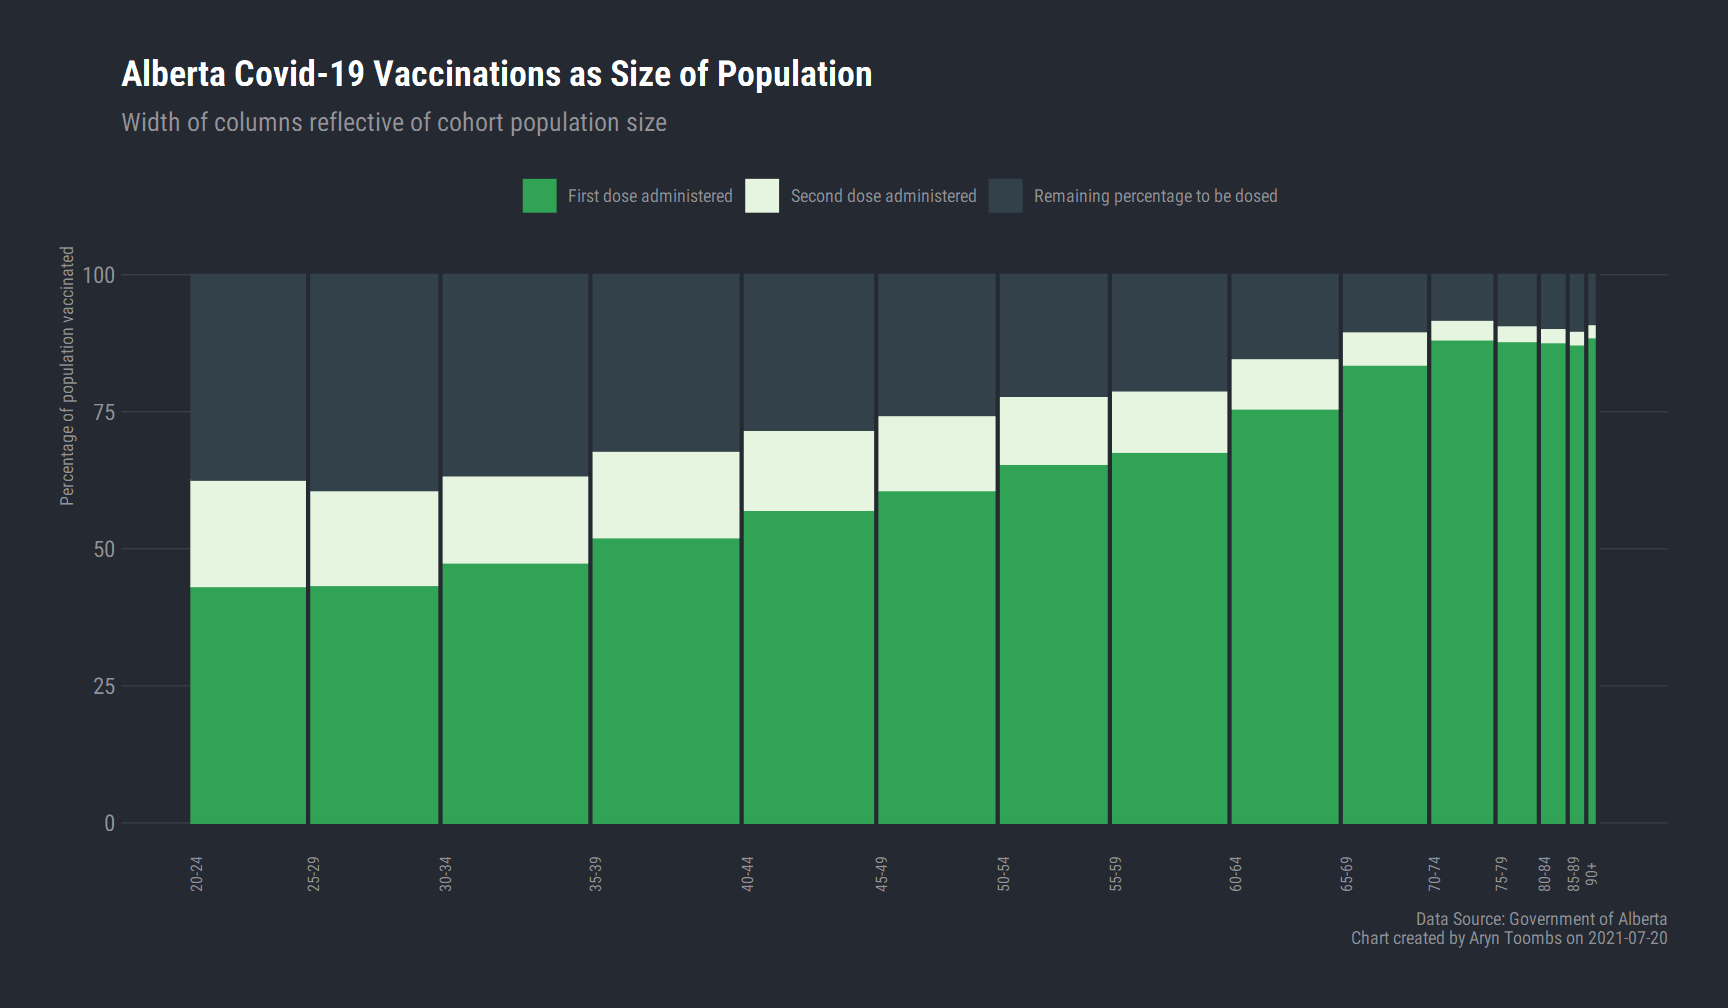 Alberta Covid-19 Vaccinations as Size of Population
Width of columns reflective of cohort population size
First dose administered
Second dose administered
Remaining percentage to be dosed
Percentage of population vaccinated
100
75
50
25
0
20-24
25-29
30-34
35-39
40-44
45-49
50-54
55-59
60-64
65-69
70-74
75-79
80-84
85-89
90+
Data Source: Government of Alberta
Chart created by Aryn Toombs on 2021-07-20